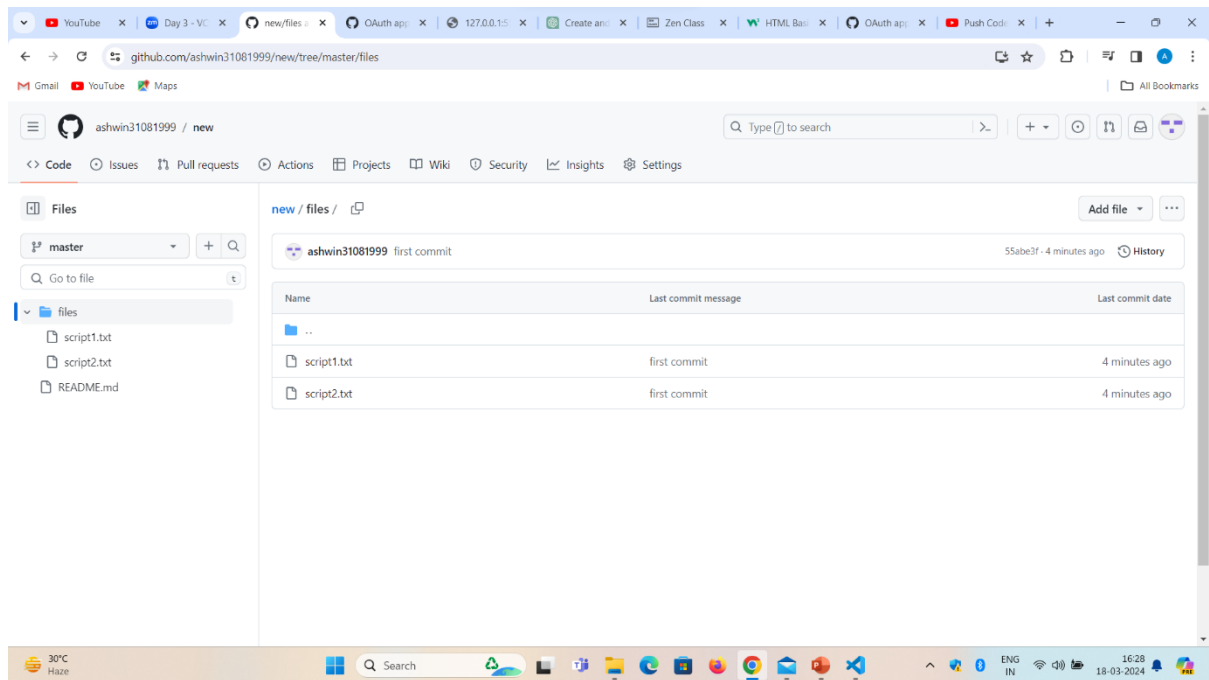 YouTube Day 3 - VC new/files a OAuth app 127.0.0.1:5 Create and Zen Class HTML Basi OAuth app Push Code
github.com/ashwin31081999/new/tree/master/files
Gmail YouTube Maps All Bookmarks
ashwin31081999 / new Type / to search
Code Issues Pull requests Actions Projects Wiki Security Insights Settings
Files new / files / Add file
master
ashwin31081999 first commit 55abe3f · 4 minutes ago History
Go to file t
Name Last commit message Last commit date
files
..
script1.txt
script1.txt first commit 4 minutes ago
script2.txt
README.md
script2.txt first commit 4 minutes ago
30°C
Haze
Search
ENG
IN
16:28
18-03-2024
PRE